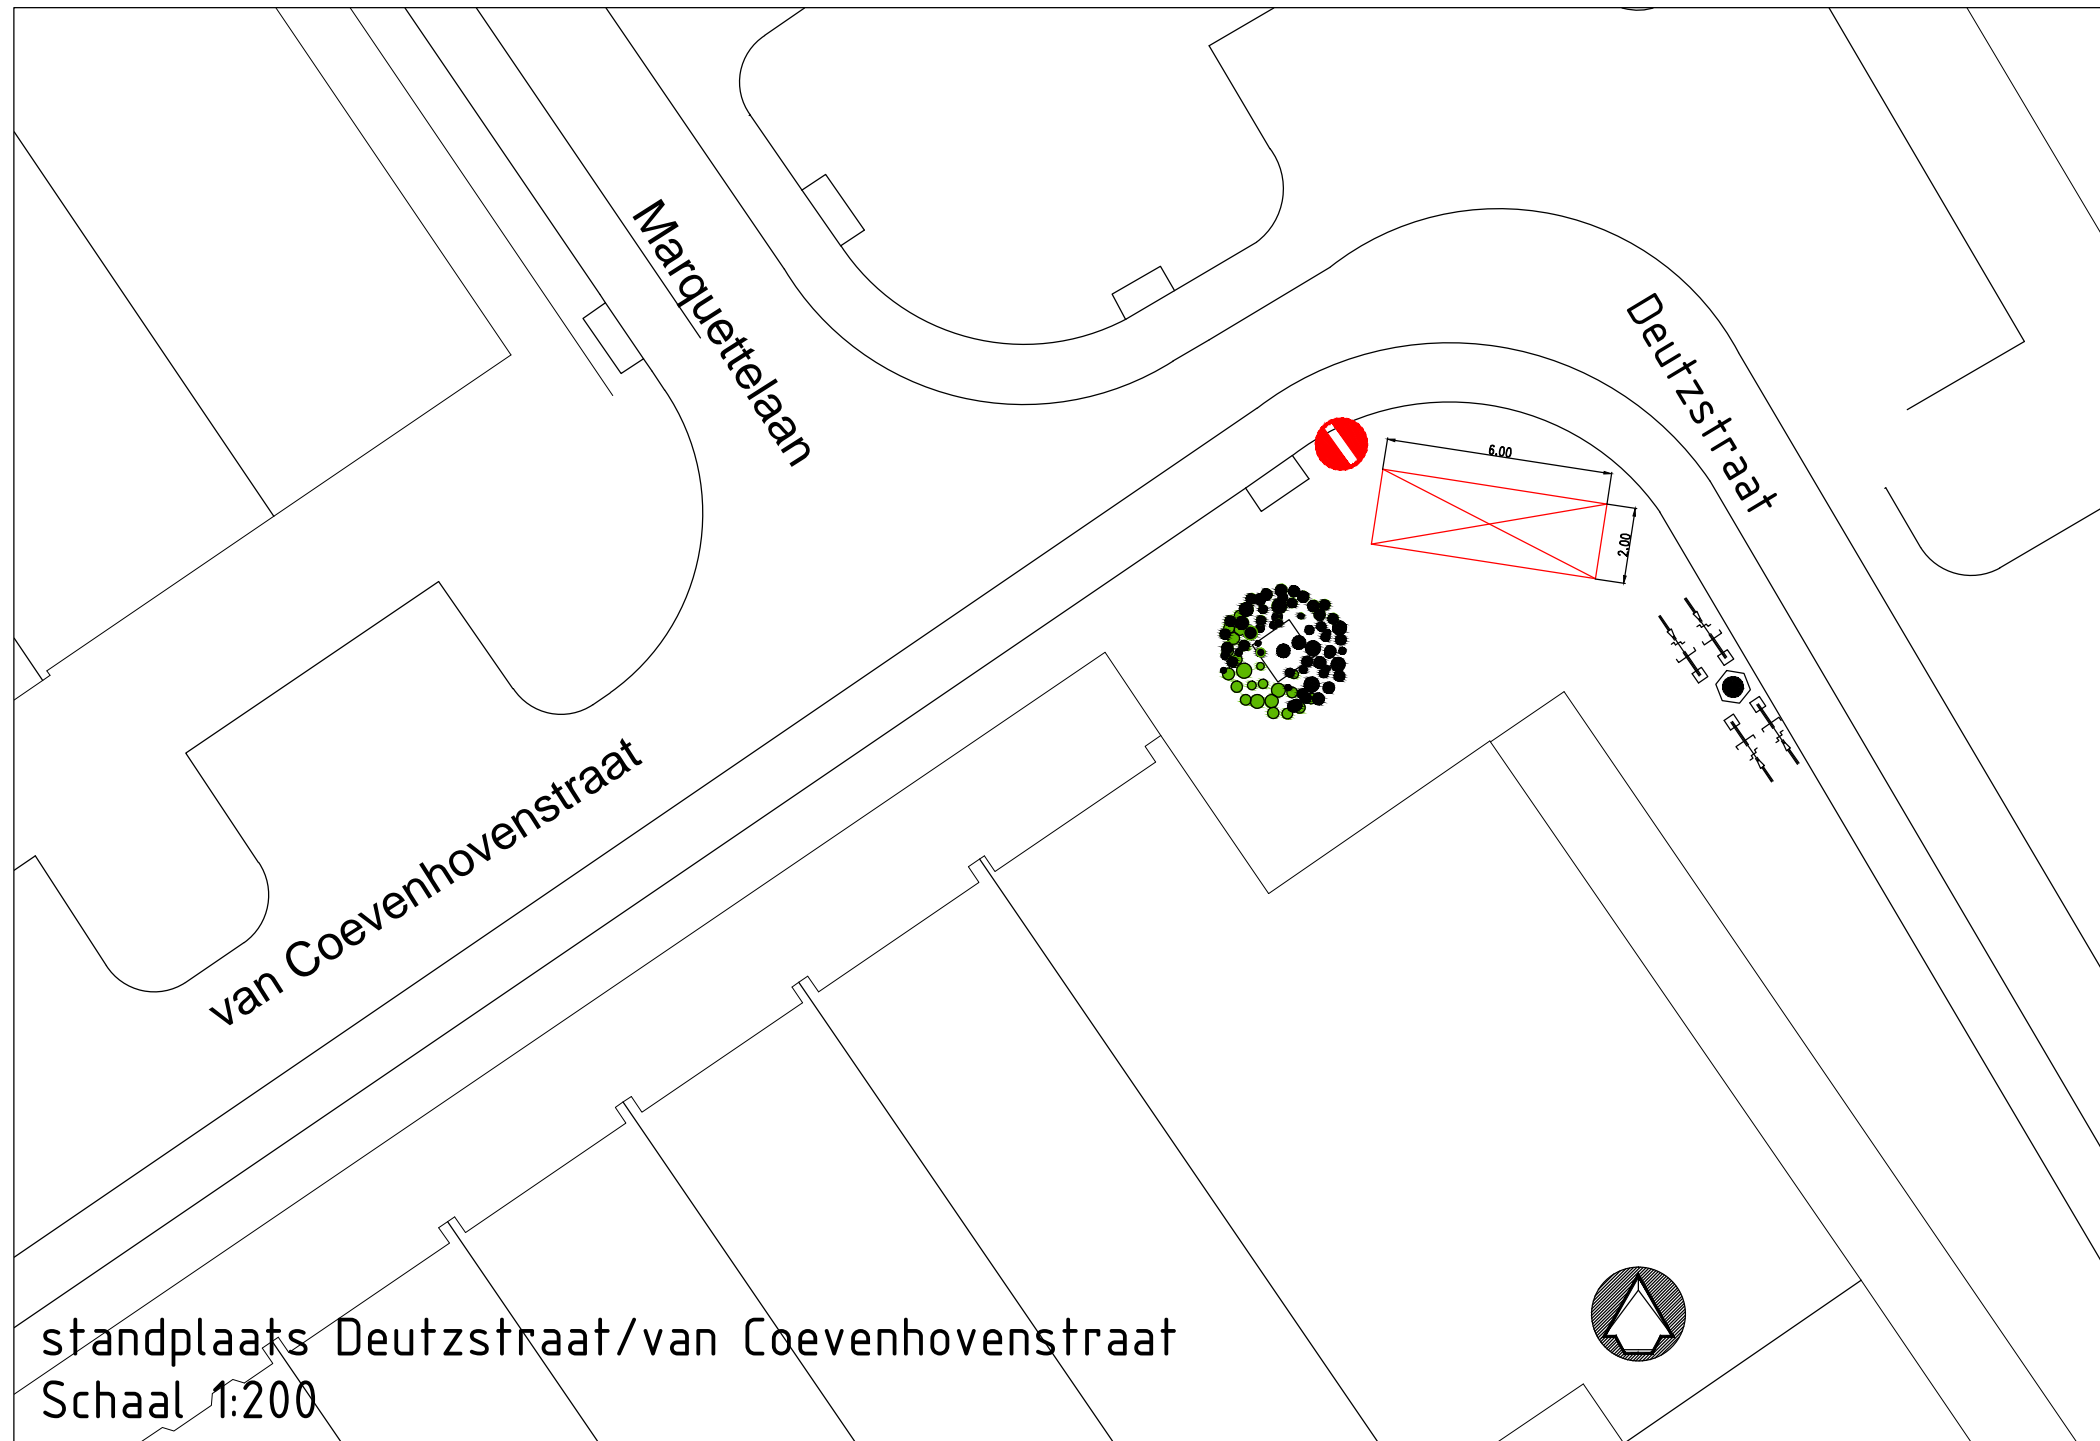 Marquettelaan
Deutzstraat
6.00
2.00
van Coevenhovenstraat
standplaats Deutzstraat/van Coevenhovenstraat
Schaal 1:200